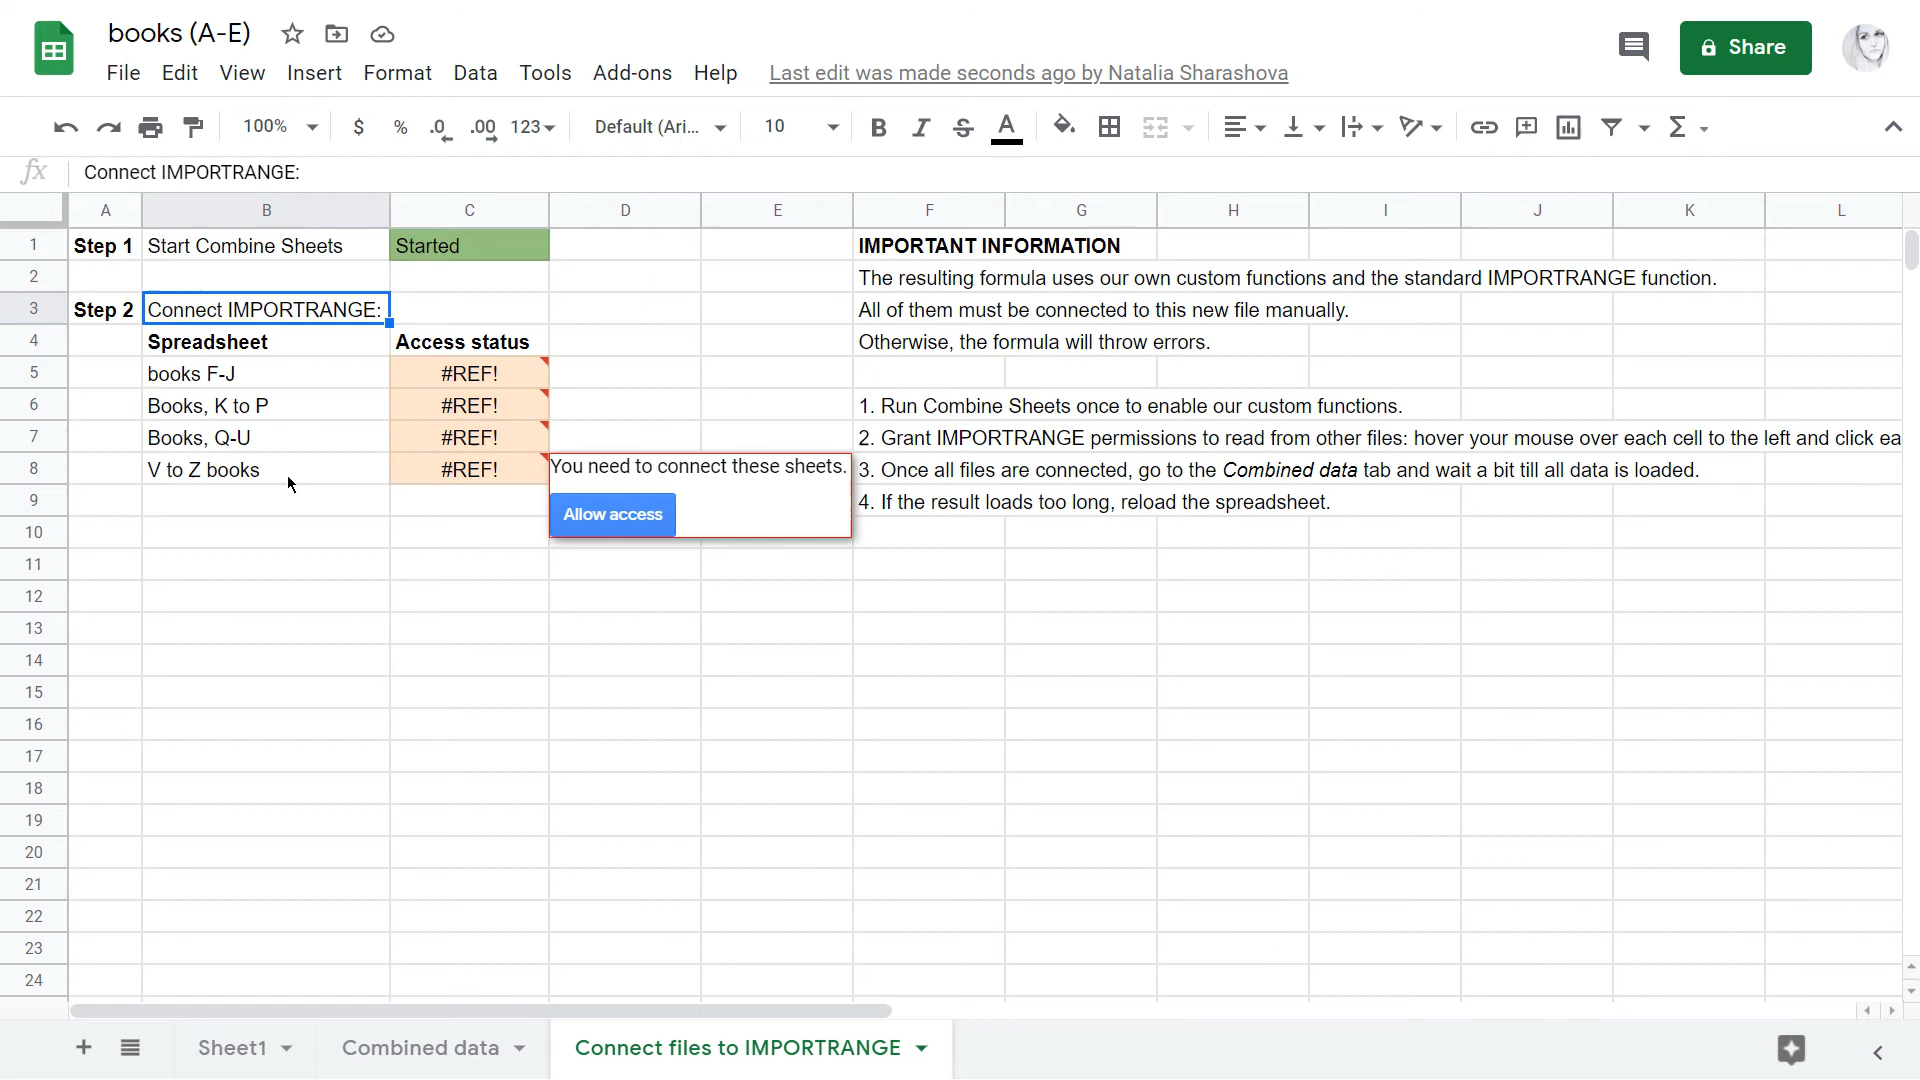 books (A-E)
File Edit View Insert Format Data Tools Add-ons Help Last edit was made seconds ago by Natalia Sharashova
Share
100% $ % .0 .00 123 Default (Ari... 10 B I S A Σ
fx Connect IMPORTRANGE:
A B C D E F G H I J K L
1 Step 1 Start Combine Sheets Started IMPORTANT INFORMATION
2 The resulting formula uses our own custom functions and the standard IMPORTRANGE function.
3 Step 2 Connect IMPORTRANGE: All of them must be connected to this new file manually.
4 Spreadsheet Access status Otherwise, the formula will throw errors.
5 books F-J #REF!
6 Books, K to P #REF! 1. Run Combine Sheets once to enable our custom functions.
7 Books, Q-U #REF! 2. Grant IMPORTRANGE permissions to read from other files: hover your mouse over each cell to the left and click ea
8 V to Z books #REF! You need to connect these sheets. 3. Once all files are connected, go to the Combined data tab and wait a bit till all data is loaded.
9 4. If the result loads too long, reload the spreadsheet.
Allow access
10
11
12
13
14
15
16
17
18
19
20
21
22
23
24
Sheet1 Combined data Connect files to IMPORTRANGE